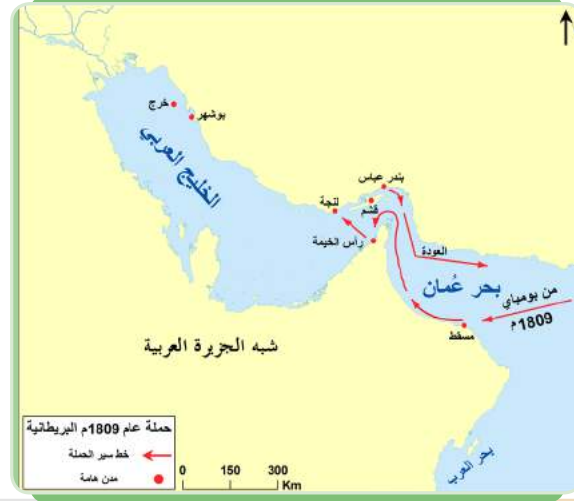 خرج
بوشهر
الخليج العربي
بندر عباس
قشم
لنجة
رأس الخيمة
العودة
بحر عُمان
من بومباي
1809م
مسقط
شبه الجزيرة العربية
بحر العرب
حملة عام 1809م البريطانية
خط سير الحملة
مدن هامة
0 150 300
Km